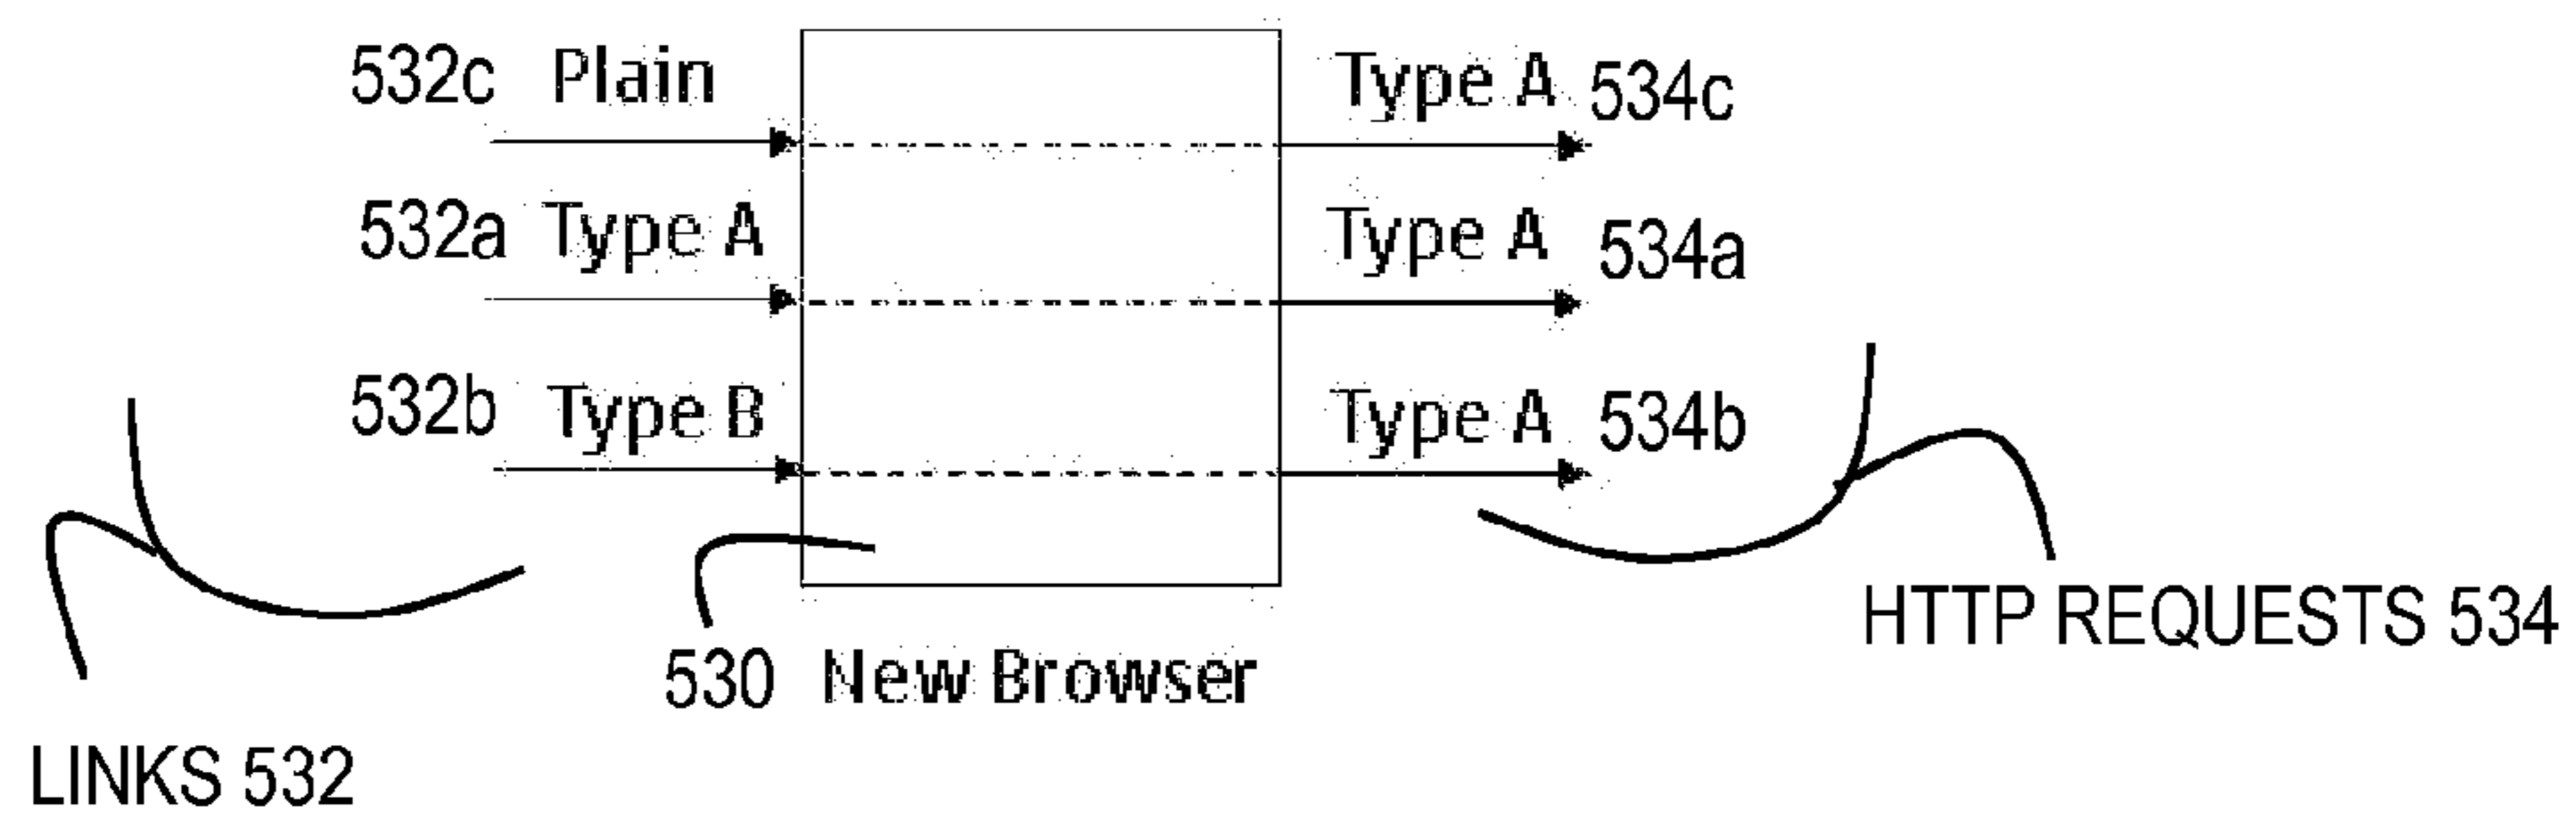 532c Plain Type A 534c
532a Type A Type A 534a
532b Type B Type A 534b
HTTP REQUESTS 534
530 New Browser
LINKS 532